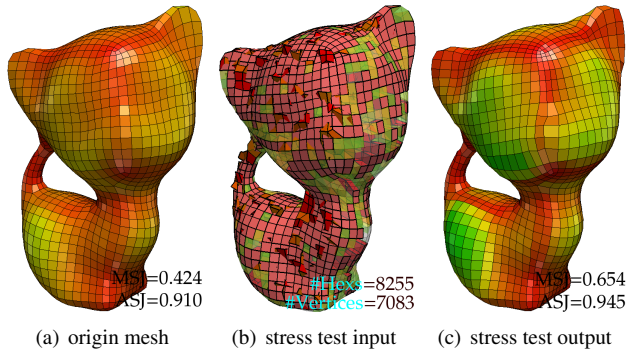 MSJ=0.424
ASJ=0.910
#Hexs=8255
#Vertices=7083
MSJ=0.654
ASJ=0.945
(a) origin mesh
(b) stress test input
(c) stress test output